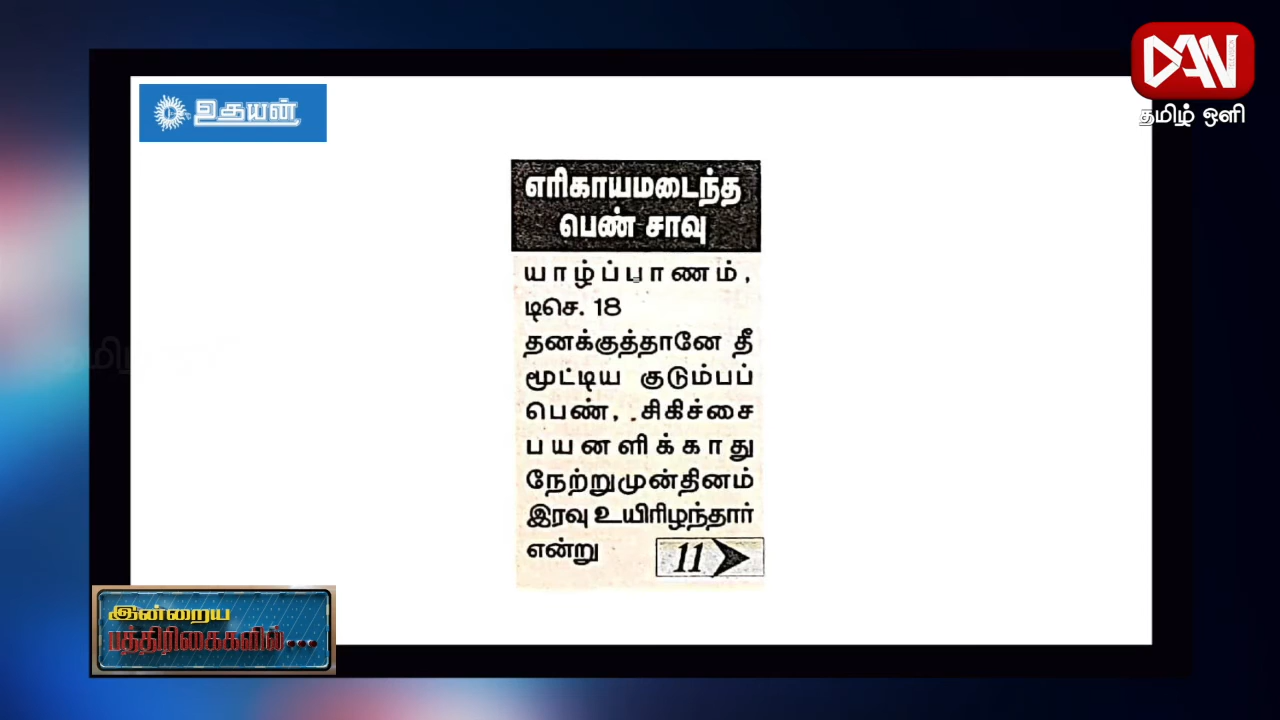 உதயன்
DAN
தமிழ் ஒளி
எரிகாயமடைந்த
பெண் சாவு
யாழ்ப்பாணம்,
டிசெ. 18
தனக்குத்தானே தீ
மூட்டிய குடும்பப்
பெண், சிகிச்சை
பயனளிக்காது
நேற்றுமுன்தினம்
இரவு உயிரிழந்தார்
என்று
11
இன்றைய
பத்திரிகைகளில்...